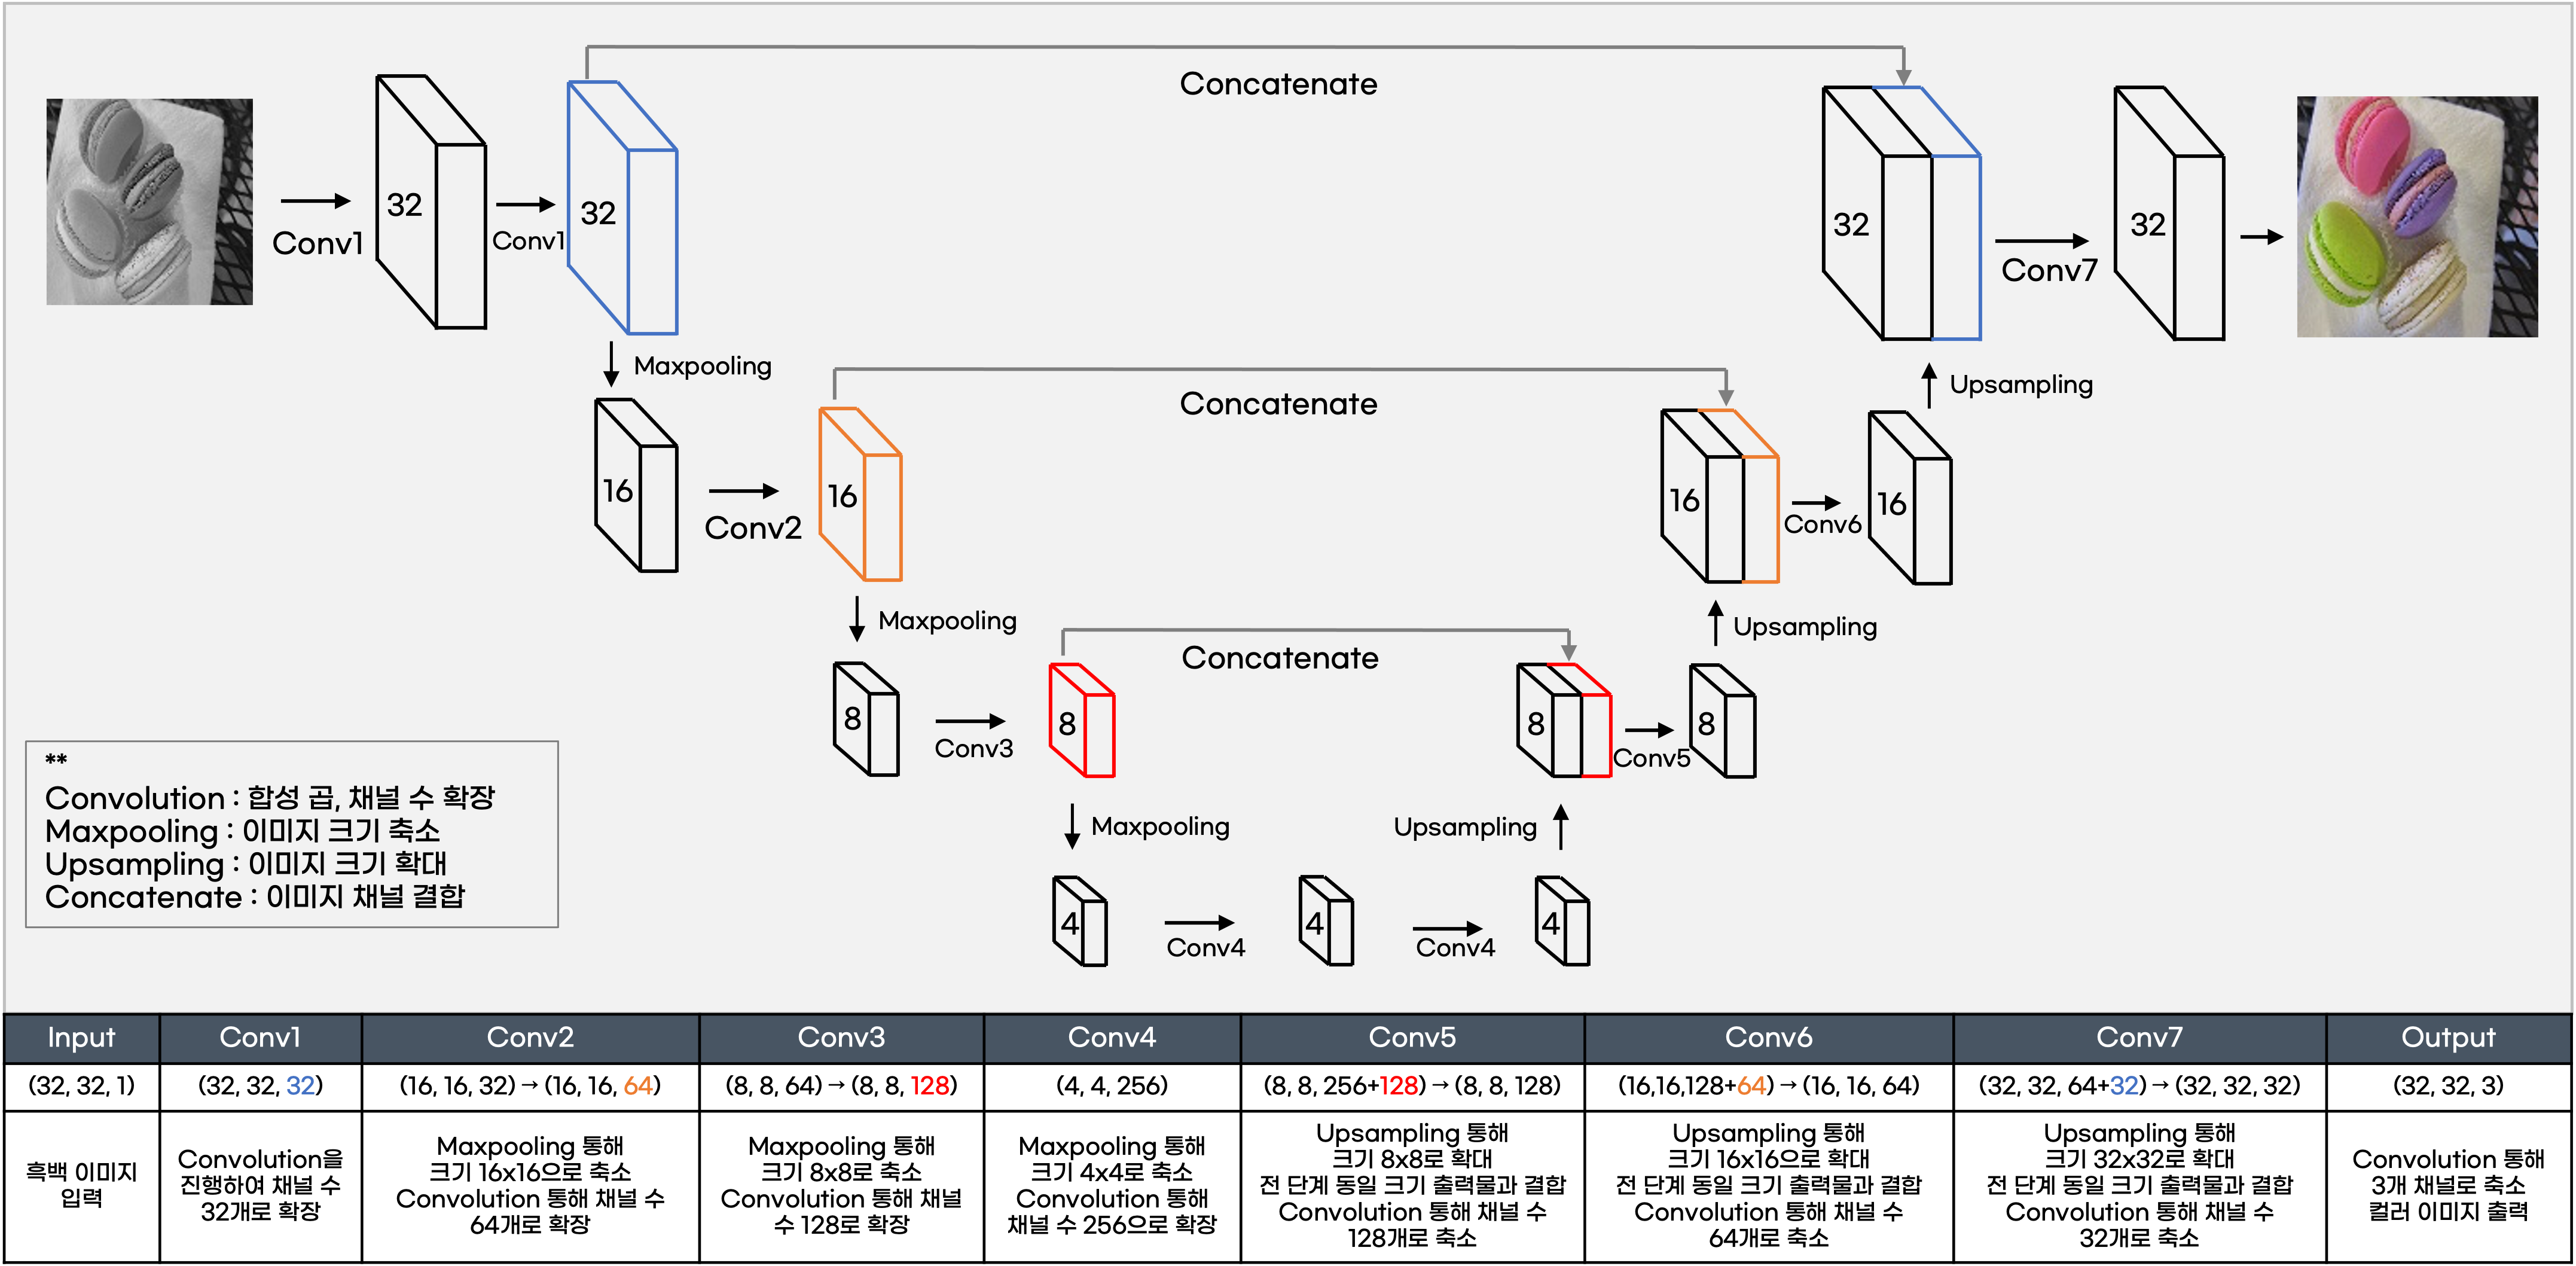 Concatenate
32
Conv1
32
Conv1
32
Conv7
32
Maxpooling
Upsampling
Concatenate
16
Conv2
16
16
Conv6
16
Maxpooling
Upsampling
Concatenate
8
Conv3
8
8
Conv5
8
Maxpooling
Upsampling
4
Conv4
4
Conv4
4
**
Convolution : 합성 곱, 채널 수 확장
Maxpooling : 이미지 크기 축소
Upsampling : 이미지 크기 확대
Concatenate : 이미지 채널 결합
Input
Conv1
Conv2
Conv3
Conv4
Conv5
Conv6
Conv7
Output
(32, 32, 1)
(32, 32, 32)
(16, 16, 32) → (16, 16, 64)
(8, 8, 64) → (8, 8, 128)
(4, 4, 256)
(8, 8, 256+128) → (8, 8, 128)
(16,16,128+64) → (16, 16, 64)
(32, 32, 64+32) → (32, 32, 32)
(32, 32, 3)
흑백 이미지
입력
Convolution을
진행하여 채널 수
32개로 확장
Maxpooling 통해
크기 16x16으로 축소
Convolution 통해 채널 수
64개로 확장
Maxpooling 통해
크기 8x8로 축소
Convolution 통해 채널
수 128로 확장
Maxpooling 통해
크기 4x4로 축소
Convolution 통해
채널 수 256으로 확장
Upsampling 통해
크기 8x8로 확대
전 단계 동일 크기 출력물과 결합
Convolution 통해 채널 수
128개로 축소
Upsampling 통해
크기 16x16으로 확대
전 단계 동일 크기 출력물과 결합
Convolution 통해 채널 수
64개로 축소
Upsampling 통해
크기 32x32로 확대
전 단계 동일 크기 출력물과 결합
Convolution 통해 채널 수
32개로 축소
Convolution 통해
3개 채널로 축소
컬러 이미지 출력